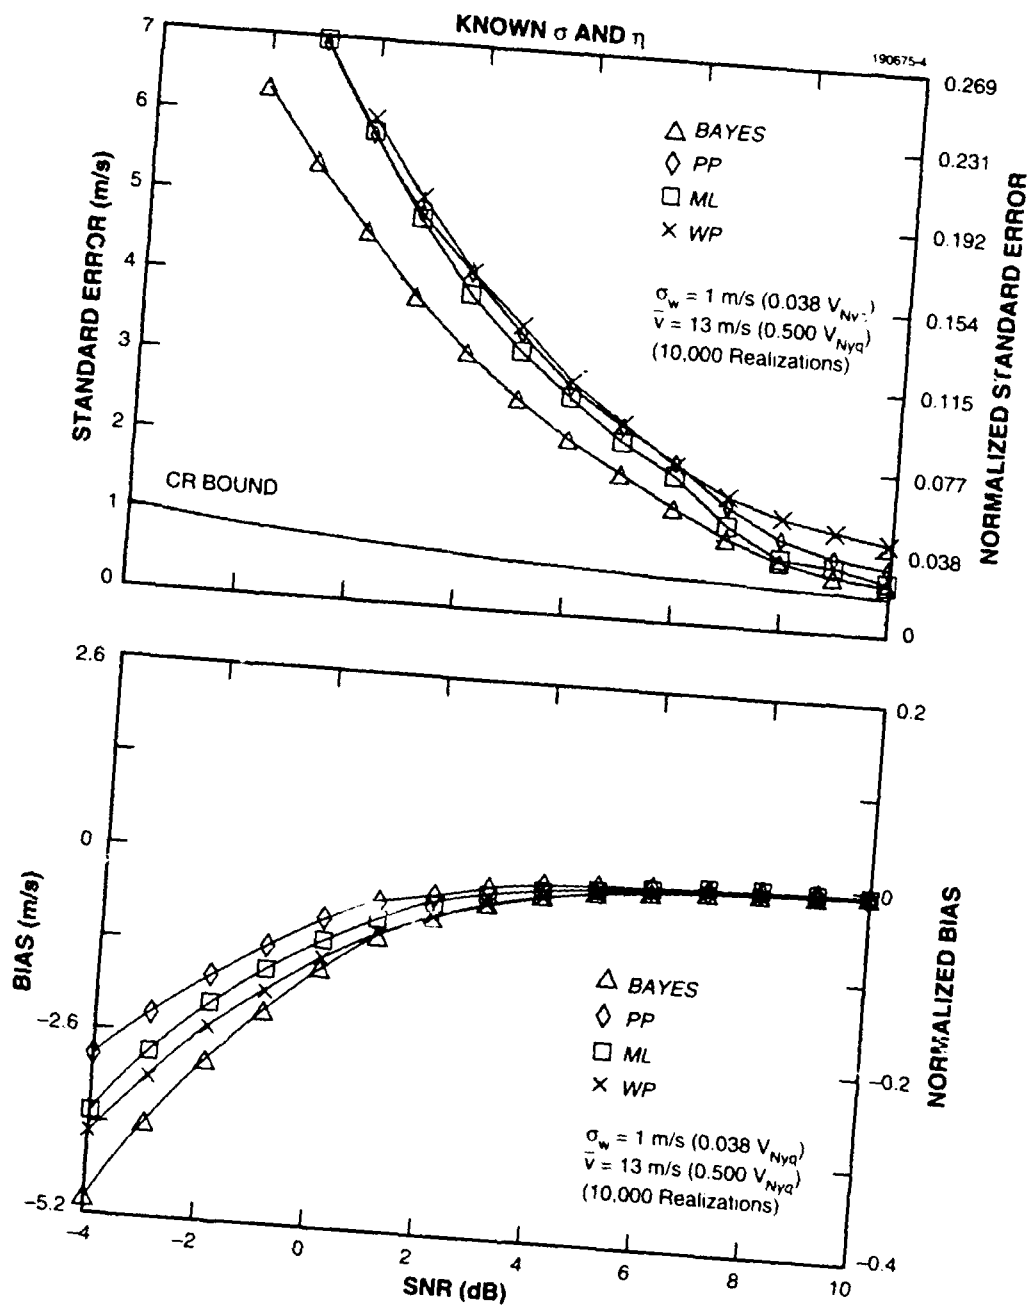 KNOWN σ AND η
190675-4
7
6
5
4
3
2
1
0
STANDARD ERROR (m/s)
CR BOUND
BAYES
PP
ML
WP
σw = 1 m/s (0.038 VNyq)
v̅ = 13 m/s (0.500 VNyq)
(10,000 Realizations)
0.269
0.231
0.192
0.154
0.115
0.077
0.038
0
NORMALIZED STANDARD ERROR
2.6
0
−2.6
−5.2
BIAS (m/s)
BAYES
PP
ML
WP
σw = 1 m/s (0.038 VNyq)
v̅ = 13 m/s (0.500 VNyq)
(10,000 Realizations)
0.2
0
−0.2
−0.4
NORMALIZED BIAS
−4 −2 0 2 4 6 8 10
SNR (dB)